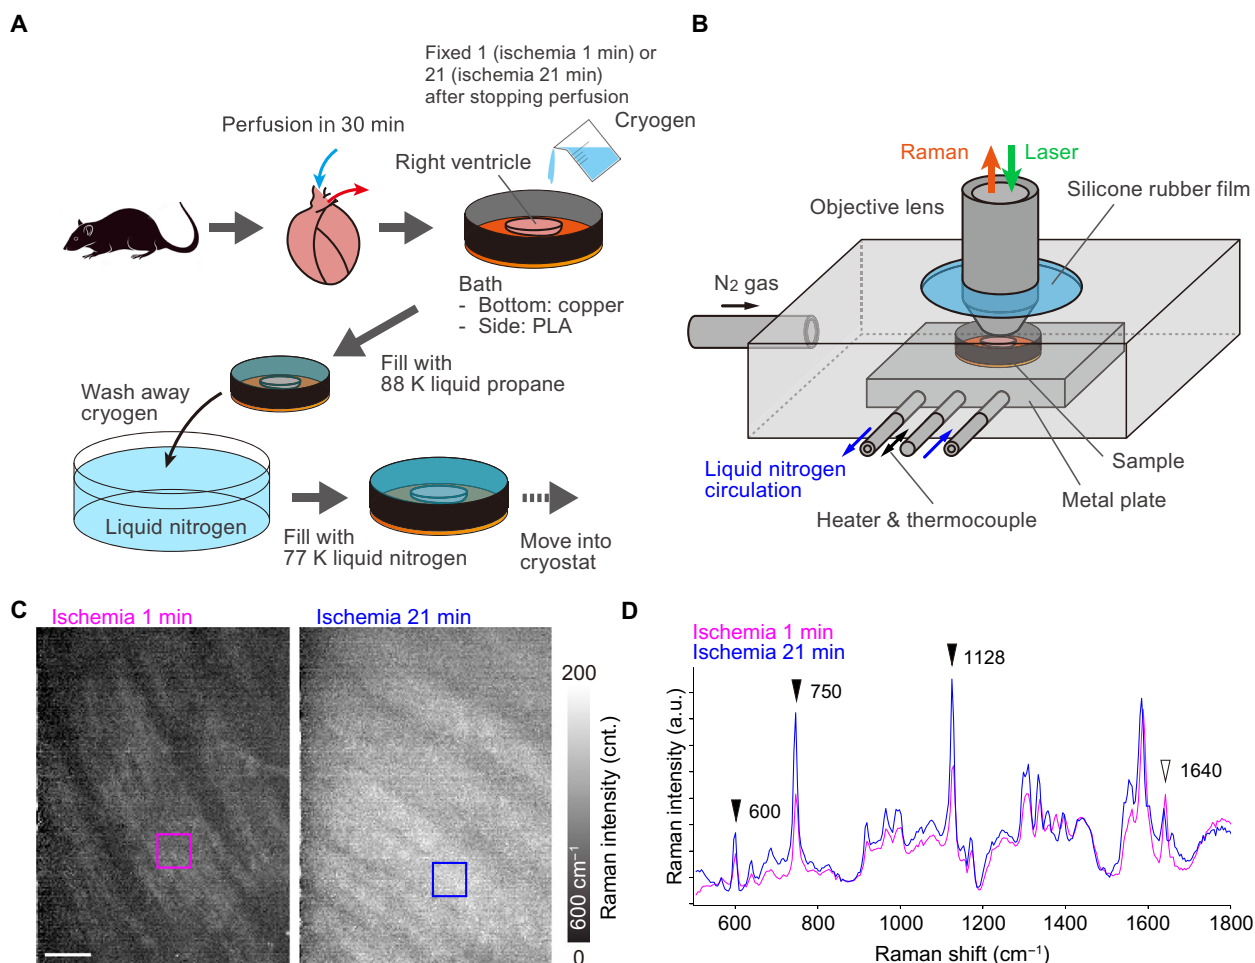 A
Fixed 1 (ischemia 1 min) or
21 (ischemia 21 min)
after stopping perfusion
Cryogen
Perfusion in 30 min
Right ventricle
Bath
- Bottom: copper
- Side: PLA
Fill with
88 K liquid propane
Wash away
cryogen
Liquid nitrogen
Fill with
77 K liquid nitrogen
Move into
cryostat
B
Raman
Laser
Silicone rubber film
Objective lens
N2 gas
Liquid nitrogen
circulation
Heater & thermocouple
Sample
Metal plate
C
Ischemia 1 min
Ischemia 21 min
200
600 cm⁻¹
0
Raman intensity (cnt.)
D
Ischemia 1 min
Ischemia 21 min
600
750
1128
1640
Raman intensity (a.u.)
600
800
1000
1200
1400
1600
1800
Raman shift (cm⁻¹)